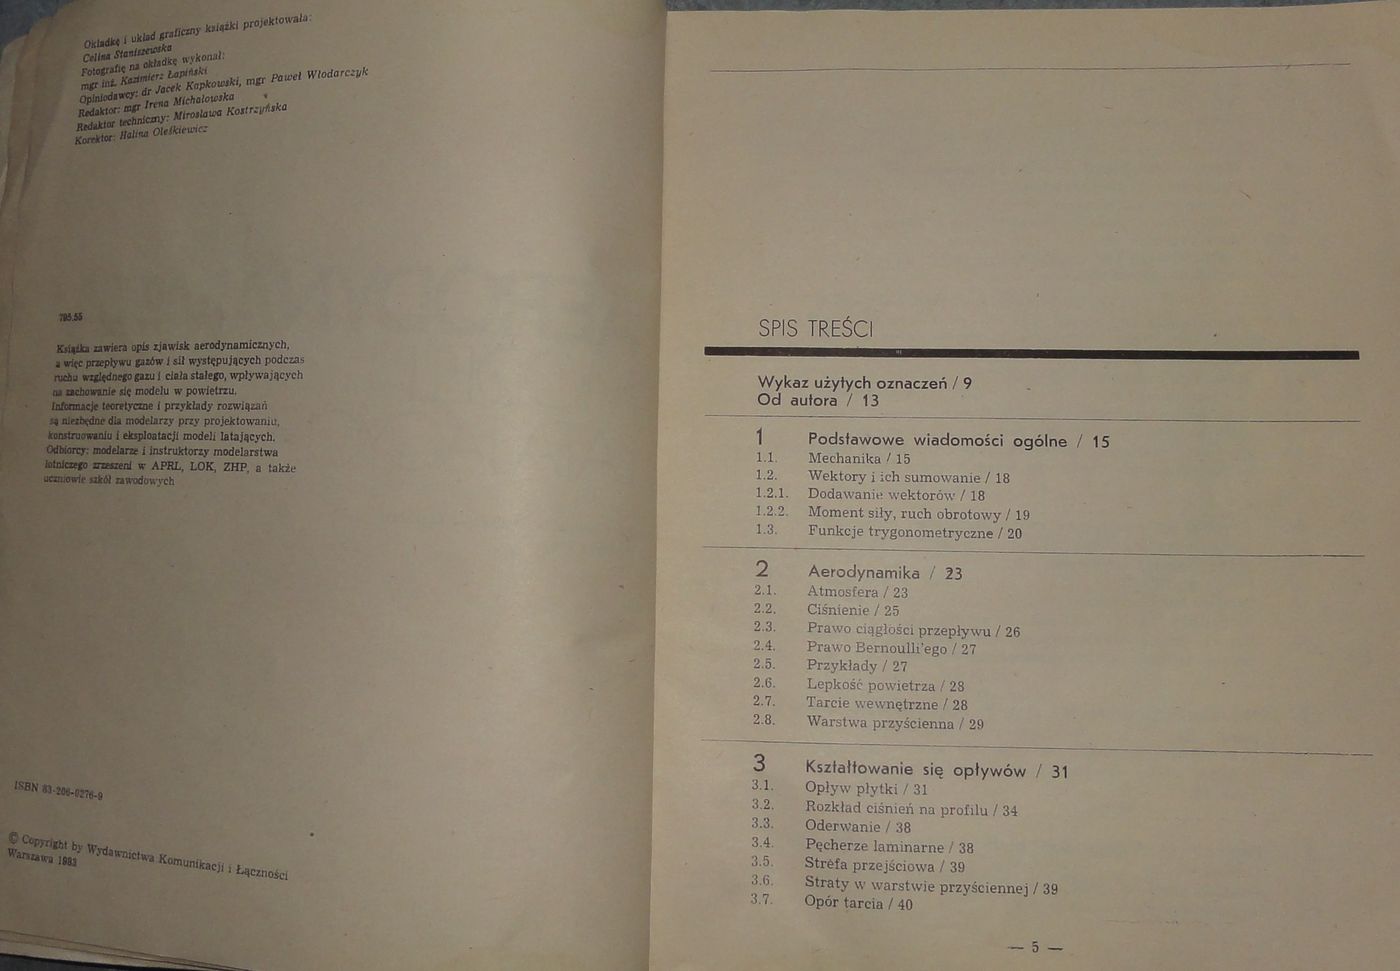 Okładkę i układ graficzny książki projektowała:
Celina Staniszewska
Fotografię na okładkę wykonał:
mgr inż. Kazimierz Łapiński
Opiniodawcy: dr Jacek Kapkowski, mgr Paweł Włodarczyk
Redaktor: mgr Irena Michałowska
Redaktor techniczny: Mirosława Kostrzyńska
Korektor: Halina Oleśkiewicz
795.55
Książka zawiera opis zjawisk aerodynamicznych,
a więc przepływu gazów i sił występujących podczas
ruchu względnego gazu i ciała stałego, wpływających
na zachowanie się modelu w powietrzu.
Informacje teoretyczne i przykłady rozwiązań
są niezbędne dla modelarzy przy projektowaniu,
konstruowaniu i eksploatacji modeli latających.
Odbiorcy: modelarze i instruktorzy modelarstwa
lotniczego zrzeszeni w APRL, LOK, ZHP, a także
uczniowie szkół zawodowych
ISBN 83-206-0276-9
© Copyright by Wydawnictwa Komunikacji i Łączności
Warszawa 1983
SPIS TREŚCI
Wykaz użytych oznaczeń / 9
Od autora / 13
1 Podstawowe wiadomości ogólne / 15
1.1. Mechanika / 15
1.2. Wektory i ich sumowanie / 18
1.2.1. Dodawanie wektorów / 18
1.2.2. Moment siły, ruch obrotowy / 19
1.3. Funkcje trygonometryczne / 20
2 Aerodynamika / 23
2.1. Atmosfera / 23
2.2. Ciśnienie / 25
2.3. Prawo ciągłości przepływu / 26
2.4. Prawo Bernoulli'ego / 27
2.5. Przykłady / 27
2.6. Lepkość powietrza / 28
2.7. Tarcie wewnętrzne / 28
2.8. Warstwa przyścienna / 29
3 Kształtowanie się opływów / 31
3.1. Opływ płytki / 31
3.2. Rozkład ciśnień na profilu / 34
3.3. Oderwanie / 38
3.4. Pęcherze laminarne / 38
3.5. Strefa przejściowa / 39
3.6. Straty w warstwie przyściennej / 39
3.7. Opór tarcia / 40
— 5 —